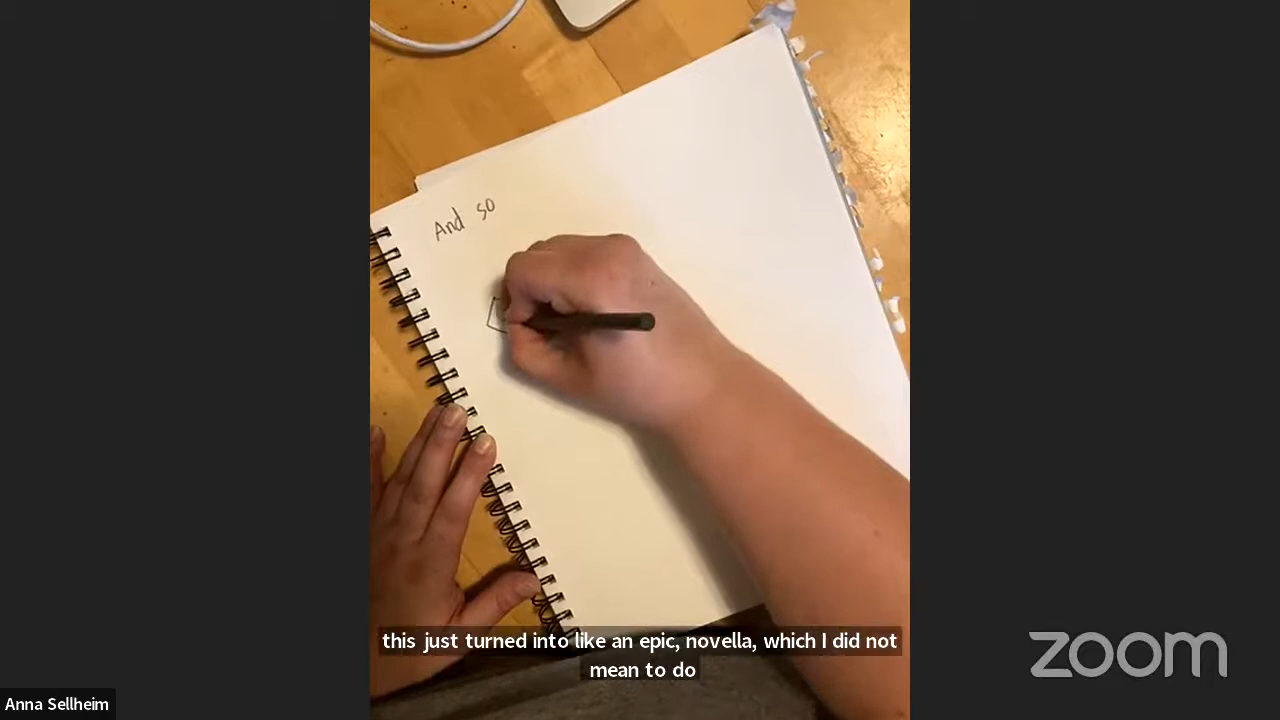 And so
this just turned into like an epic, novella, which I did not
mean to do
zoom
Anna Sellheim